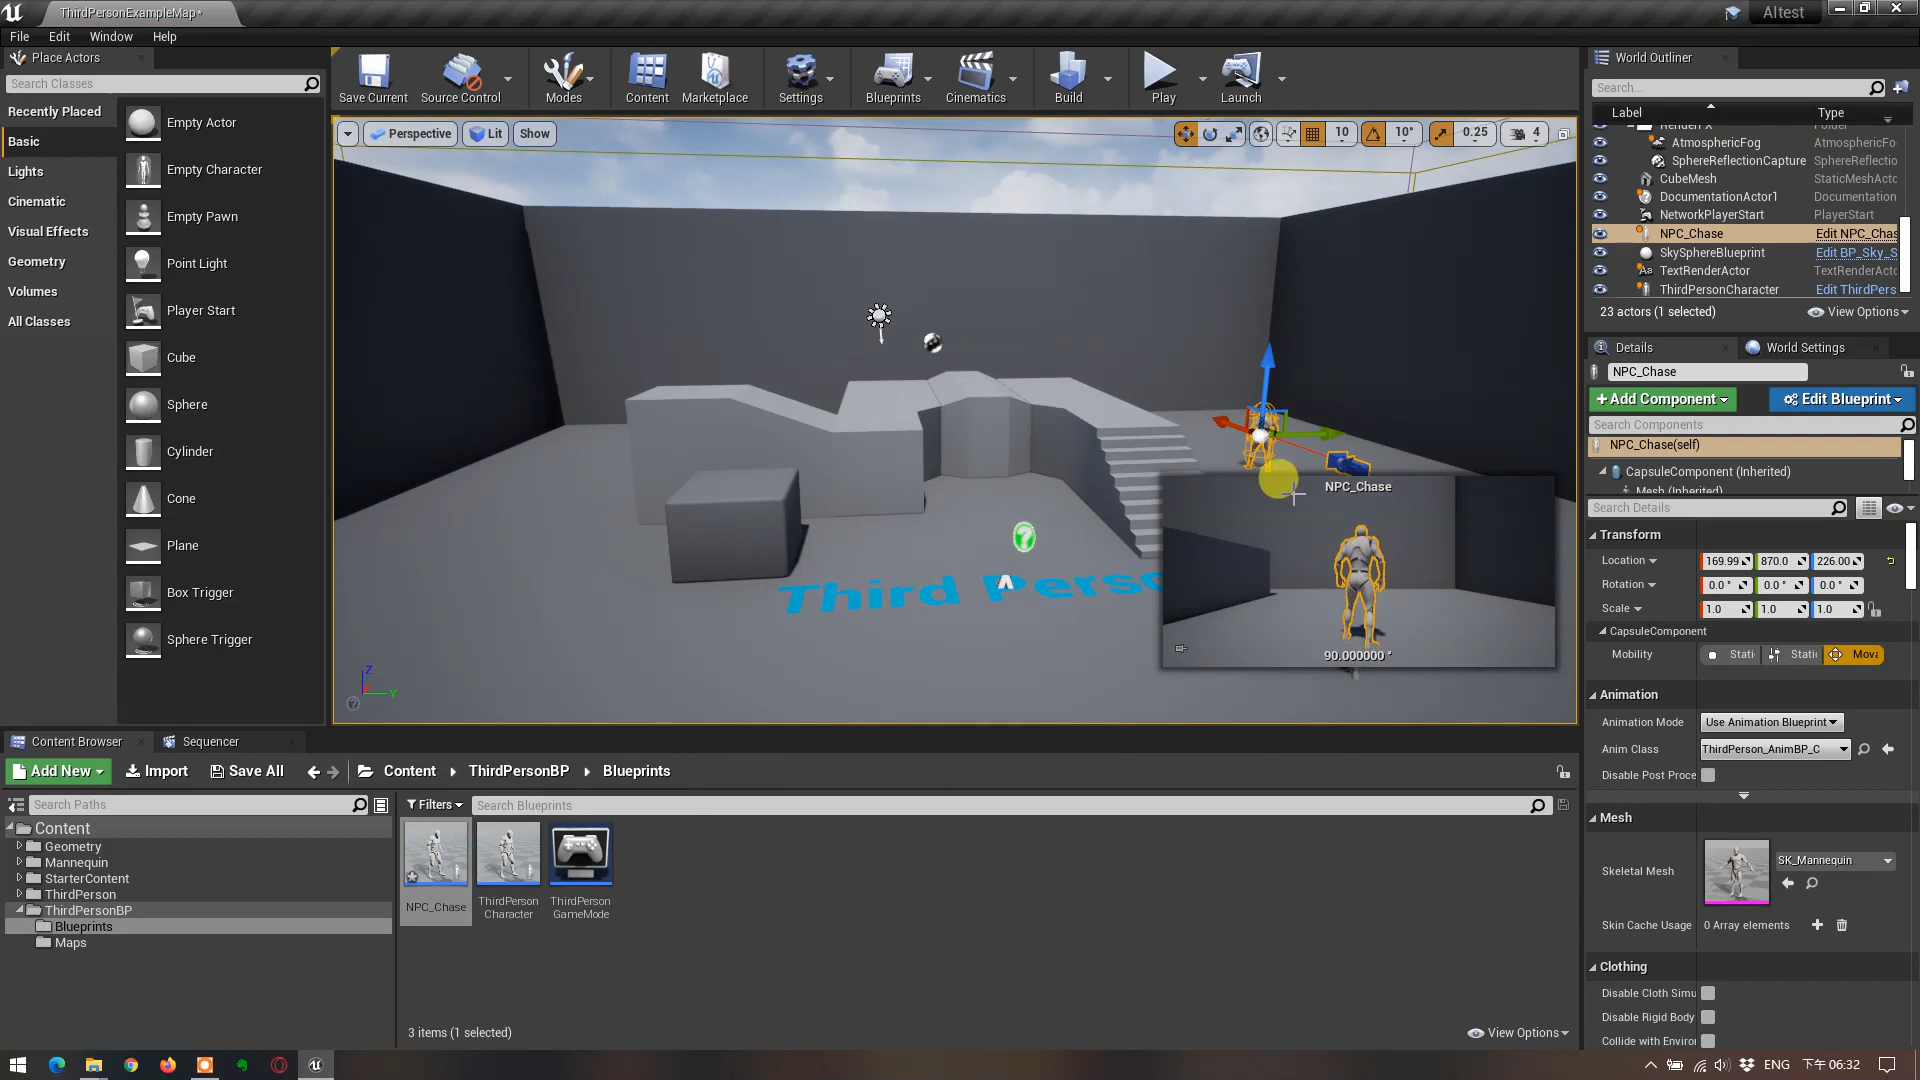 ThirdPersonExampleMap*
AItest
File Edit Window Help
Place Actors
Search Classes
Recently Placed
Basic
Lights
Cinematic
Visual Effects
Geometry
Volumes
All Classes
Empty Actor
Empty Character
Empty Pawn
Point Light
Player Start
Cube
Sphere
Cylinder
Cone
Plane
Box Trigger
Sphere Trigger
Save Current
Source Control
Modes
Content
Marketplace
Settings
Blueprints
Cinematics
Build
Play
Launch
Perspective
Lit
Show
10
10°
0.25
4
Third Perso
NPC_Chase
90.000000 °
Z
Y
World Outliner
Search...
Label Type
RenderFX Folder
AtmosphericFog AtmosphericFo
SphereReflectionCapture SphereReflectio
CubeMesh StaticMeshActo
DocumentationActor1 Documentation
NetworkPlayerStart PlayerStart
NPC_Chase Edit NPC_Chas
SkySphereBlueprint Edit BP_Sky_S
TextRenderActor TextRenderActo
ThirdPersonCharacter Edit ThirdPers
23 actors (1 selected)
View Options
Details
World Settings
NPC_Chase
+Add Component
Edit Blueprint
Search Components
NPC_Chase(self)
CapsuleComponent (Inherited)
Mesh (Inherited)
Search Details
Transform
Location 169.99 870.0 226.00
Rotation 0.0 ° 0.0 ° 0.0 °
Scale 1.0 1.0 1.0
CapsuleComponent
Mobility Stati Static Mova
Animation
Animation Mode Use Animation Blueprint
Anim Class ThirdPerson_AnimBP_C
Disable Post Proce
Mesh
Skeletal Mesh SK_Mannequin
Skin Cache Usage 0 Array elements
Clothing
Disable Cloth Simu
Disable Rigid Body
Collide with Enviro
Content Browser
Sequencer
Add New
Import
Save All
Content
ThirdPersonBP
Blueprints
Search Paths
Filters
Search Blueprints
Content
Geometry
Mannequin
StarterContent
ThirdPerson
ThirdPersonBP
Blueprints
Maps
NPC_Chase
ThirdPerson
Character
ThirdPerson
GameMode
3 items (1 selected)
View Options
ENG
下午 06:32